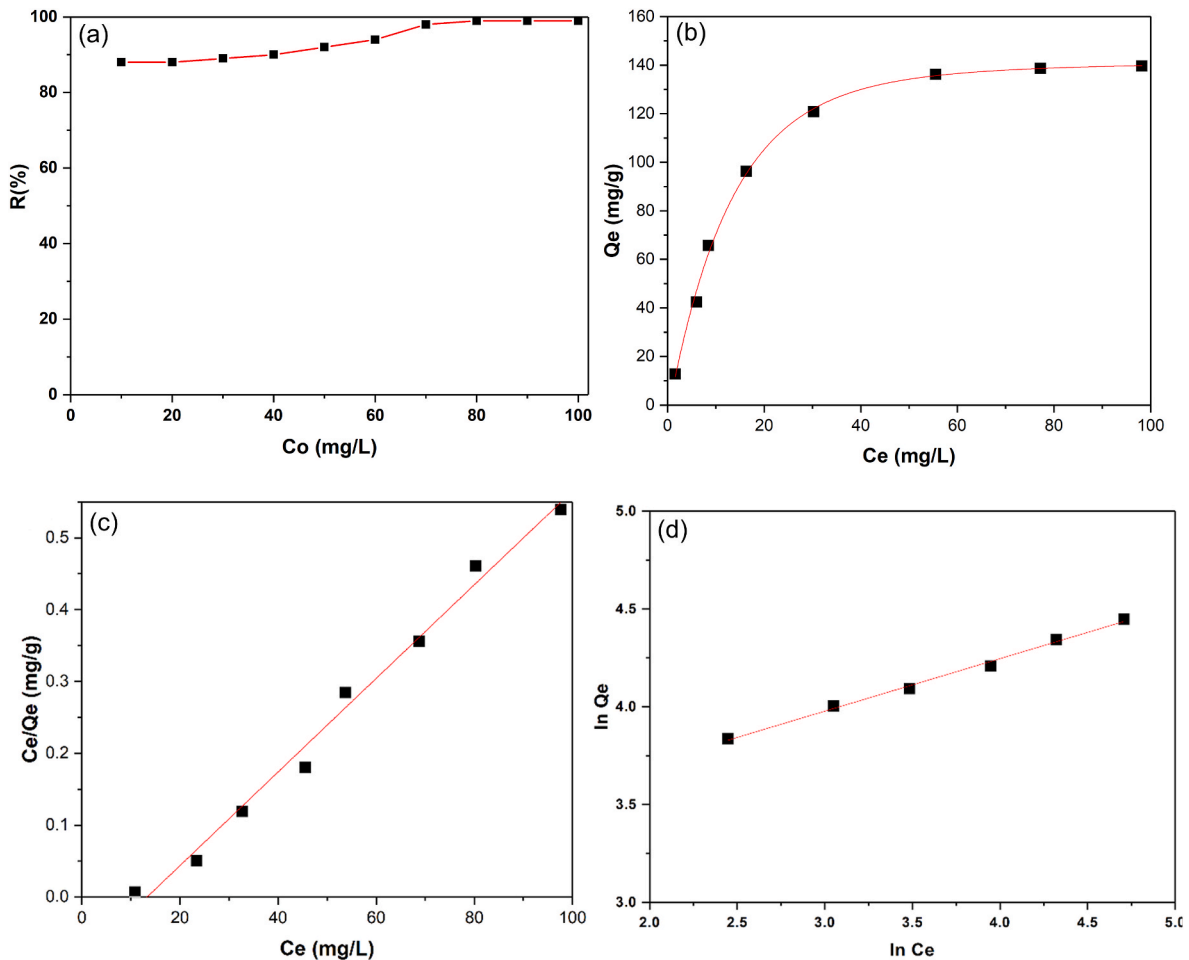 (a)
100
80
60
40
20
0
R(%)
0 20 40 60 80 100
Co (mg/L)
(b)
160
140
120
100
80
60
40
20
0
Qe (mg/g)
0 20 40 60 80 100
Ce (mg/L)
(c)
0.5
0.4
0.3
0.2
0.1
0.0
Ce/Qe (mg/g)
0 20 40 60 80 100
Ce (mg/L)
(d)
5.0
4.5
4.0
3.5
3.0
ln Qe
2.0 2.5 3.0 3.5 4.0 4.5 5.0
ln Ce